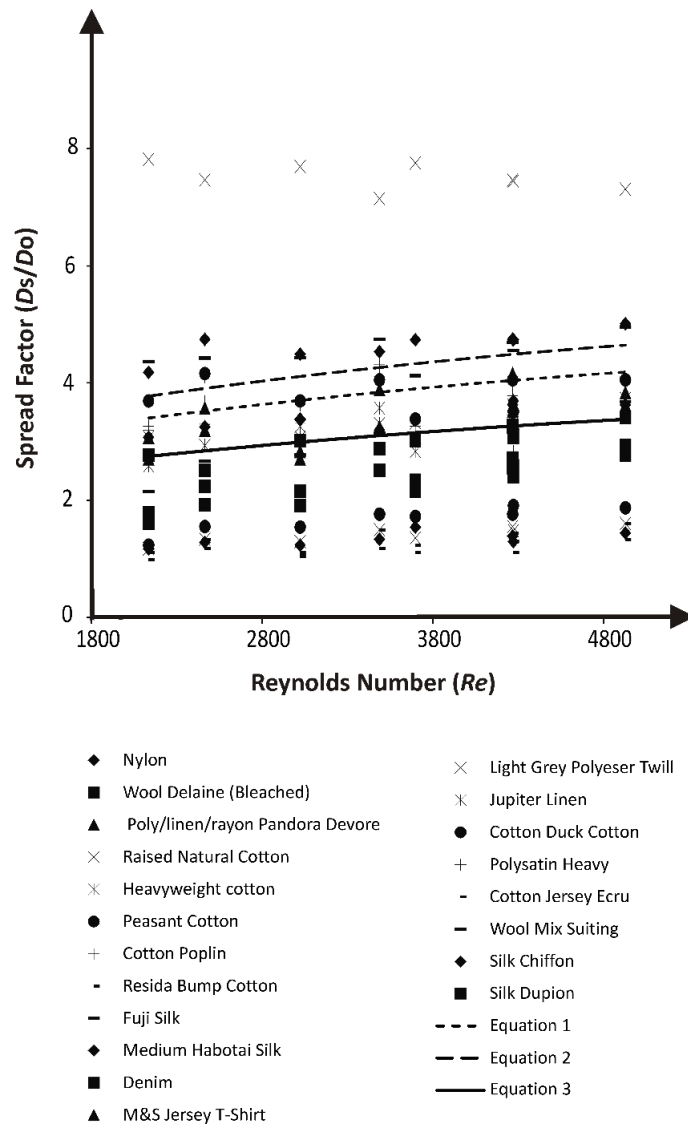 8
6
4
2
0
Spread Factor (Ds/Do)
1800 2800 3800 4800
Reynolds Number (Re)
Nylon
Wool Delaine (Bleached)
Poly/linen/rayon Pandora Devore
Raised Natural Cotton
Heavyweight cotton
Peasant Cotton
Cotton Poplin
Resida Bump Cotton
Fuji Silk
Medium Habotai Silk
Denim
M&S Jersey T-Shirt
Light Grey Polyeser Twill
Jupiter Linen
Cotton Duck Cotton
Polysatin Heavy
Cotton Jersey Ecru
Wool Mix Suiting
Silk Chiffon
Silk Dupion
Equation 1
Equation 2
Equation 3